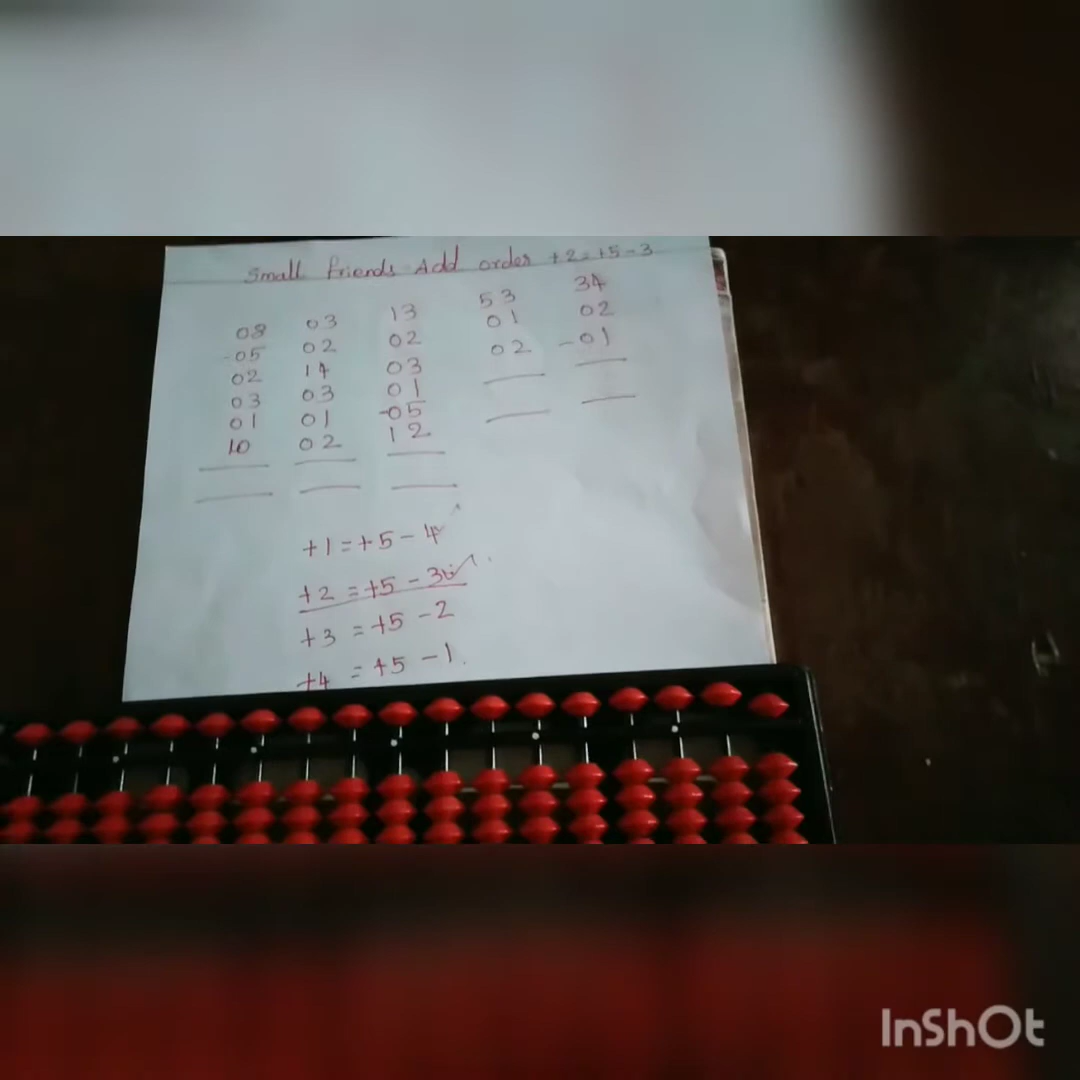 Small friends Add order +2=+5-3
08 03 13 53 34
-05 02 02 01 02
02 14 03 02 -01
03 03 01
01 01 -05
10 02 12
+1=+5-4
+2=+5-3
+3=+5-2
+4=+5-1.
InShOt